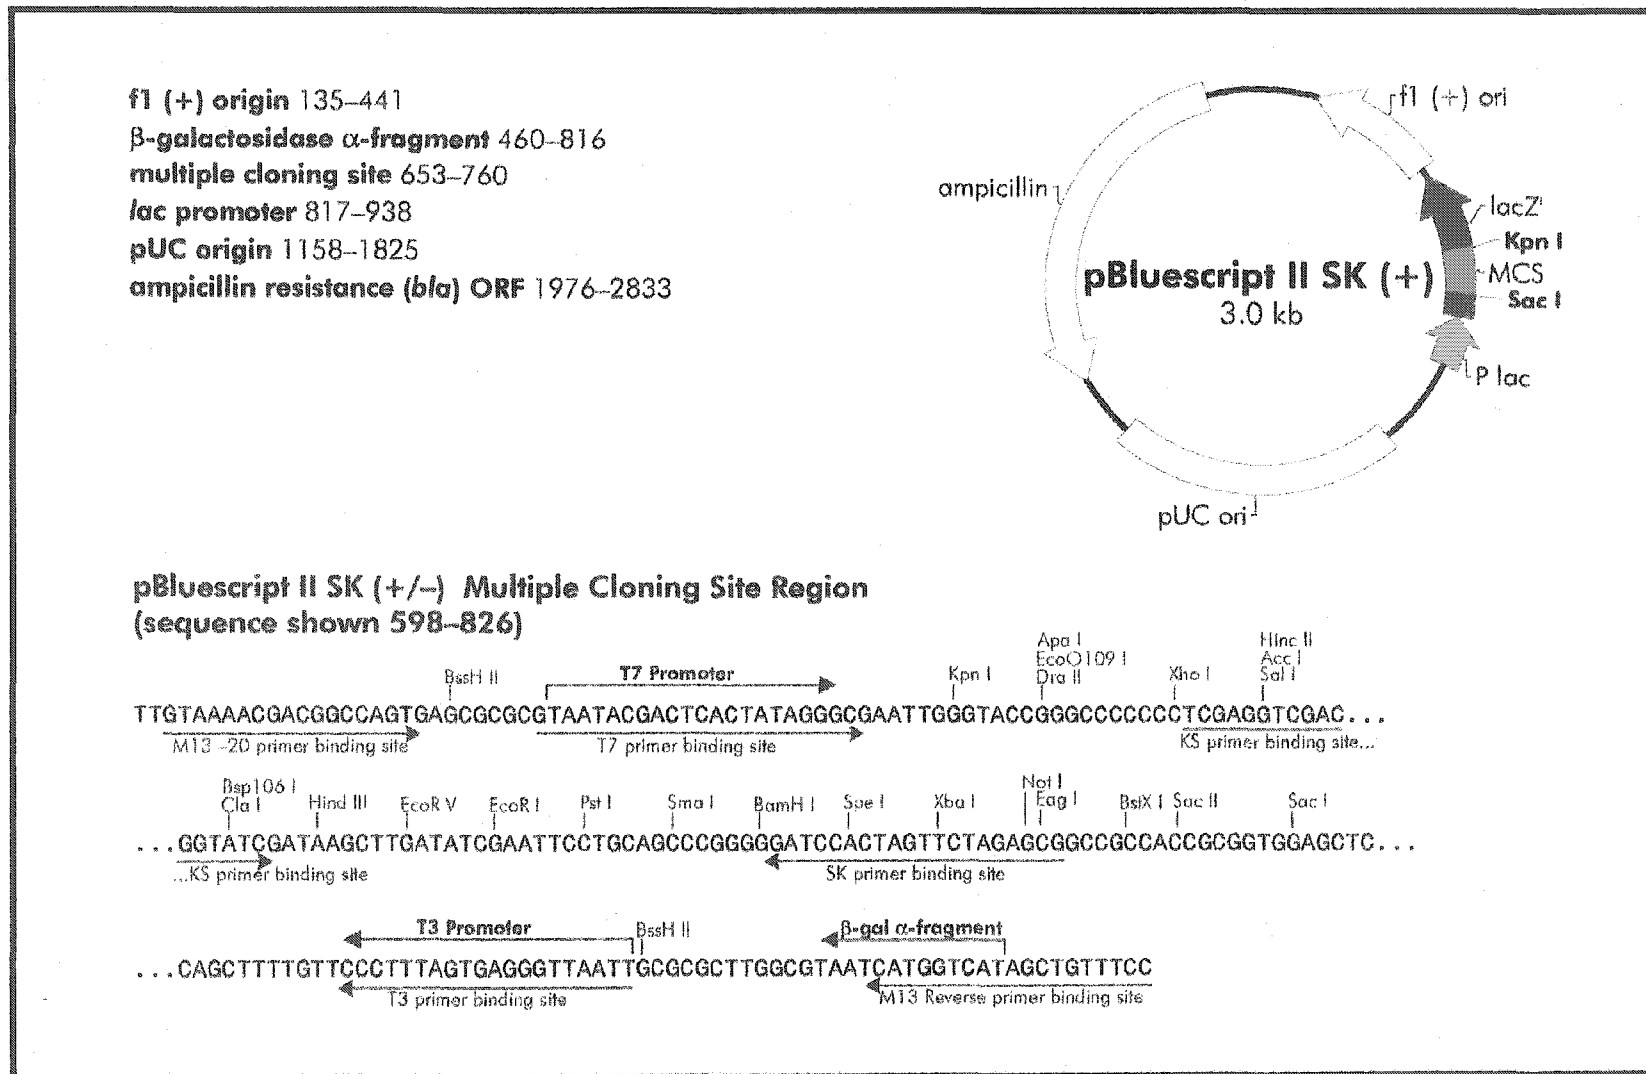 f1 (+) origin 135–441
β-galactosidase α-fragment 460–816
multiple cloning site 653–760
lac promoter 817–938
pUC origin 1158–1825
ampicillin resistance (bla) ORF 1976–2833
f1 (+) ori
ampicillin
lacZ'
Kpn I
pBluescript II SK (+)
MCS
Sac I
3.0 kb
P lac
pUC ori
pBluescript II SK (+/–) Multiple Cloning Site Region
(sequence shown 598–826)
Apa I
Hinc II
EcoO109 I
Acc I
BssH II
T7 Promoter
Kpn I
Dra II
Xho I
Sal I
TTGTAAAACGACGGCCAGTGAGCGCGCGTAATACGACTCACTATAGGGCGAATTGGGTACCGGGCCCCCCCTCGAGGTCGAC...
M13 –20 primer binding site
T7 primer binding site
KS primer binding site...
Bsp106 I
Not I
Cla I
Hind III
EcoR V
EcoR I
Pst I
Sma I
BamH I
Spe I
Xba I
Eag I
BstX I
Sac II
Sac I
...GGTATCGATAAGCTTGATATCGAATTCCTGCAGCCCGGGGGATCCACTAGTTCTAGAGCGGCCGCCACCGCGGTGGAGCTC...
...KS primer binding site
SK primer binding site
T3 Promoter
BssH II
β-gal α-fragment
...CAGCTTTTGTTCCCTTTAGTGAGGGTTAATTGCGCGCTTGGCGTAATCATGGTCATAGCTGTTTCC
T3 primer binding site
M13 Reverse primer binding site